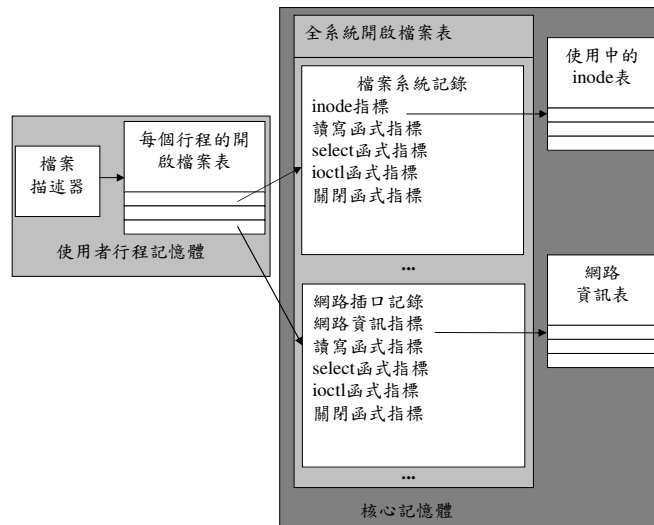 全系統開啟檔案表
檔案系統記錄
inode指標
讀寫函式指標
select函式指標
ioctl函式指標
關閉函式指標
...
網路插口記錄
網路資訊指標
讀寫函式指標
select函式指標
ioctl函式指標
關閉函式指標
...
核心記憶體
使用中的
inode表
網路
資訊表
每個行程的開
啟檔案表
檔案
描述器
使用者行程記憶體